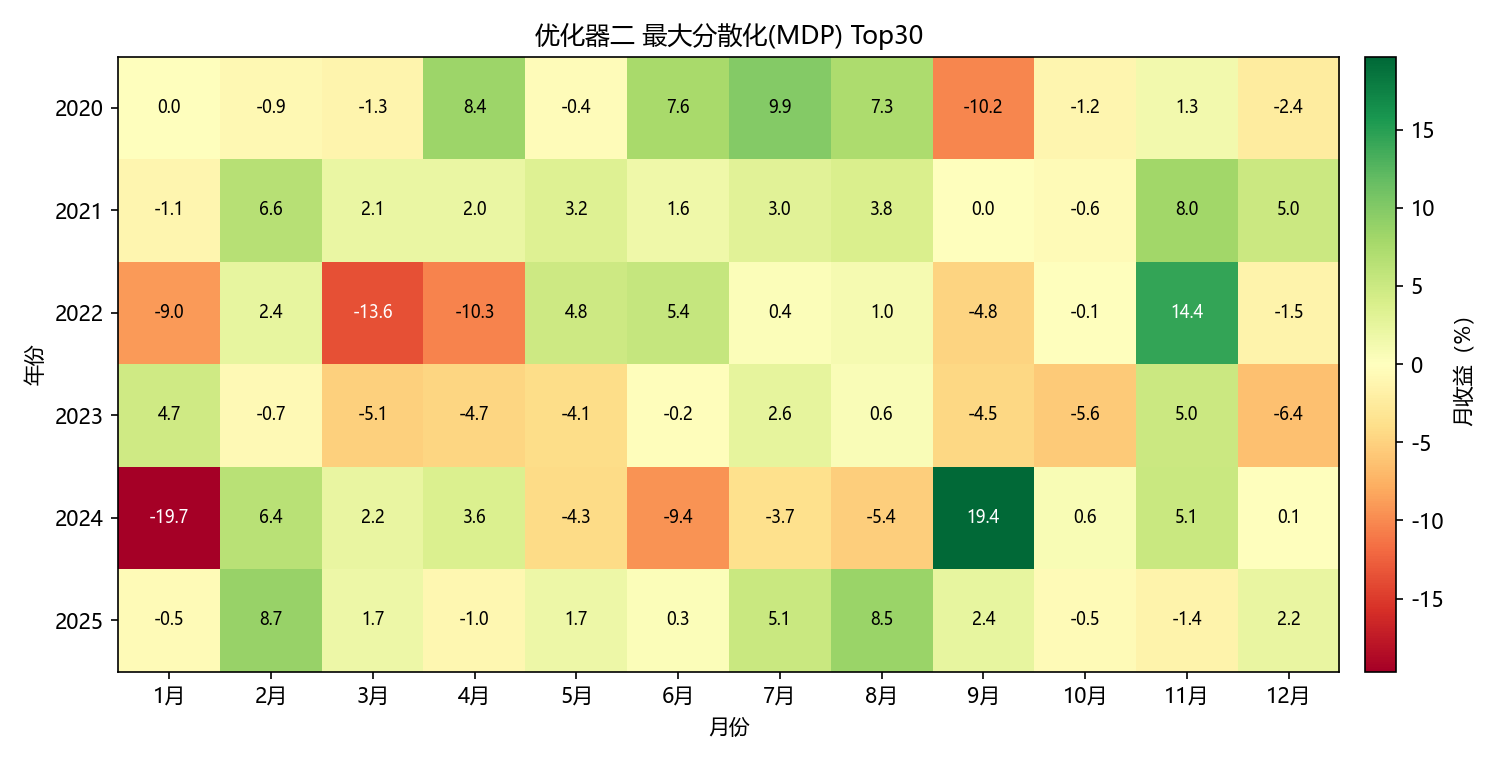 优化器二 最大分散化(MDP) Top30
2020 0.0 -0.9 -1.3 8.4 -0.4 7.6 9.9 7.3 -10.2 -1.2 1.3 -2.4
2021 -1.1 6.6 2.1 2.0 3.2 1.6 3.0 3.8 0.0 -0.6 8.0 5.0
2022 -9.0 2.4 -13.6 -10.3 4.8 5.4 0.4 1.0 -4.8 -0.1 14.4 -1.5
2023 4.7 -0.7 -5.1 -4.7 -4.1 -0.2 2.6 0.6 -4.5 -5.6 5.0 -6.4
2024 -19.7 6.4 2.2 3.6 -4.3 -9.4 -3.7 -5.4 19.4 0.6 5.1 0.1
2025 -0.5 8.7 1.7 -1.0 1.7 0.3 5.1 8.5 2.4 -0.5 -1.4 2.2
1月 2月 3月 4月 5月 6月 7月 8月 9月 10月 11月 12月
月份
年份
15
10
5
0
-5
-10
-15
月收益 (%)